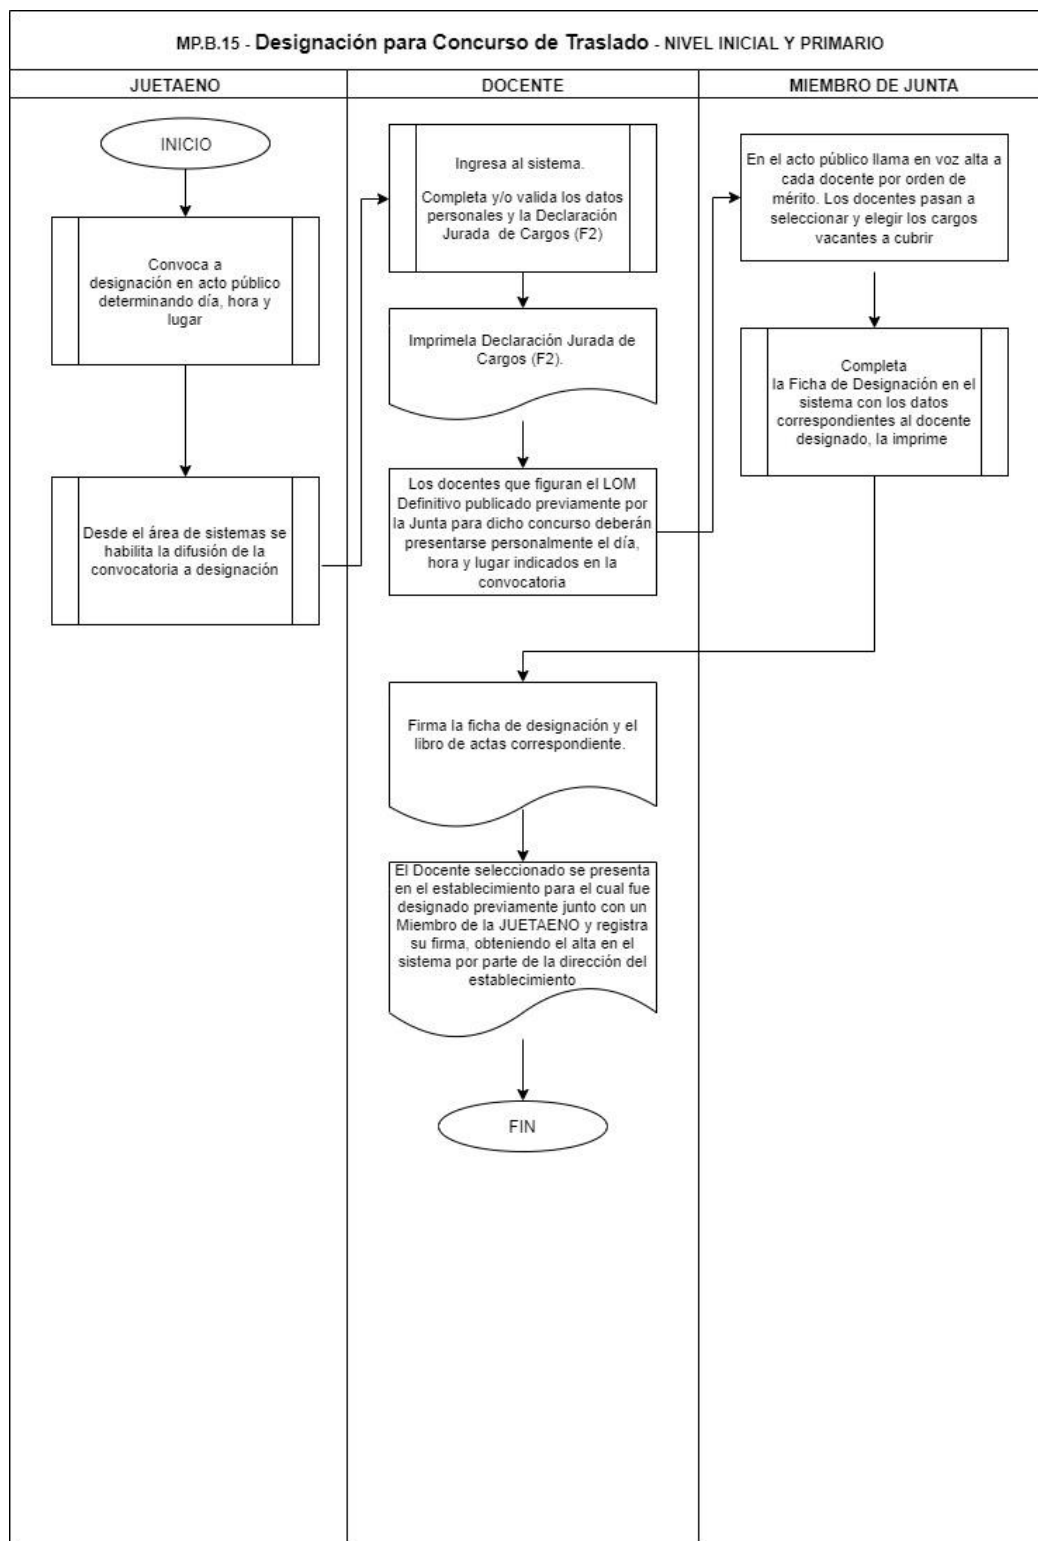 MP.B.15 - Designación para Concurso de Traslado - NIVEL INICIAL Y PRIMARIO
JUETAENO
DOCENTE
MIEMBRO DE JUNTA
INICIO
Convoca a
designación en acto público
determinando día, hora y
lugar
Desde el área de sistemas se
habilita la difusión de la
convocatoria a designación
Ingresa al sistema.
Completa y/o valida los datos
personales y la Declaración
Jurada de Cargos (F2)
Imprimela Declaración Jurada de
Cargos (F2).
Los docentes que figuran el LOM
Definitivo publicado previamente por
la Junta para dicho concurso deberán
presentarse personalmente el día,
hora y lugar indicados en la
convocatoria
En el acto público llama en voz alta a
cada docente por orden de
mérito. Los docentes pasan a
seleccionar y elegir los cargos
vacantes a cubrir
Completa
la Ficha de Designación en el
sistema con los datos
correspondientes al docente
designado, la imprime
Firma la ficha de designación y el
libro de actas correspondiente.
El Docente seleccionado se presenta
en el establecimiento para el cual fue
designado previamente junto con un
Miembro de la JUETAENO y registra
su firma, obteniendo el alta en el
sistema por parte de la dirección del
establecimiento
FIN